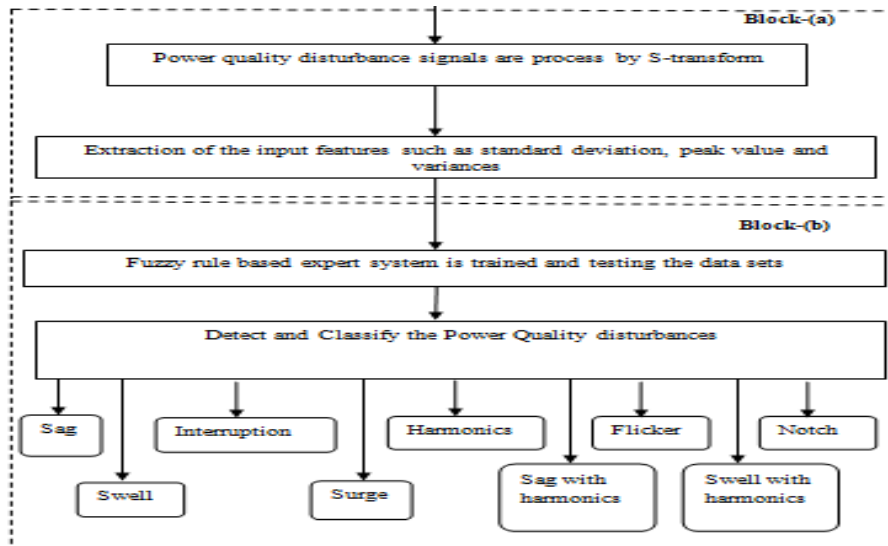 Block-(a)
Power quality disturbance signals are process by S-transform
Extraction of the input features such as standard deviation, peak value and
variances
Block-(b)
Fuzzy rule based expert system is trained and testing the data sets
Detect and Classify the Power Quality disturbances
Sag
Interruption
Harmonics
Flicker
Notch
Swell
Surge
Sag with
harmonics
Swell with
harmonics